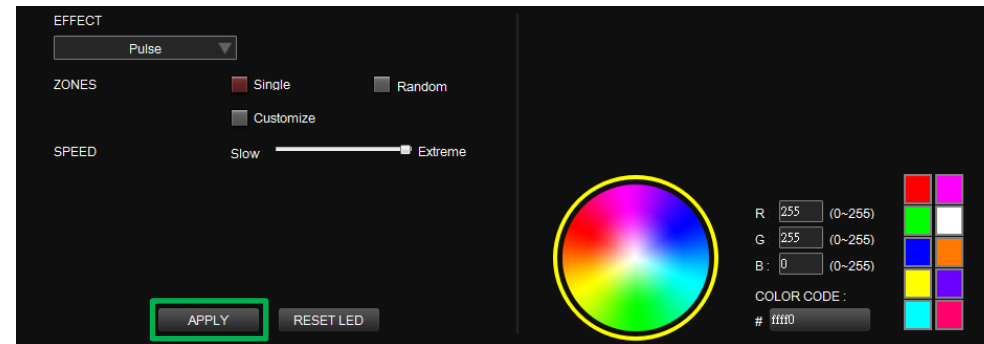 EFFECT
Pulse
ZONES
Single
Random
Customize
SPEED
Slow
Extreme
APPLY
RESET LED
R 255 (0~255)
G 255 (0~255)
B: 0 (0~255)
COLOR CODE :
# ffff0